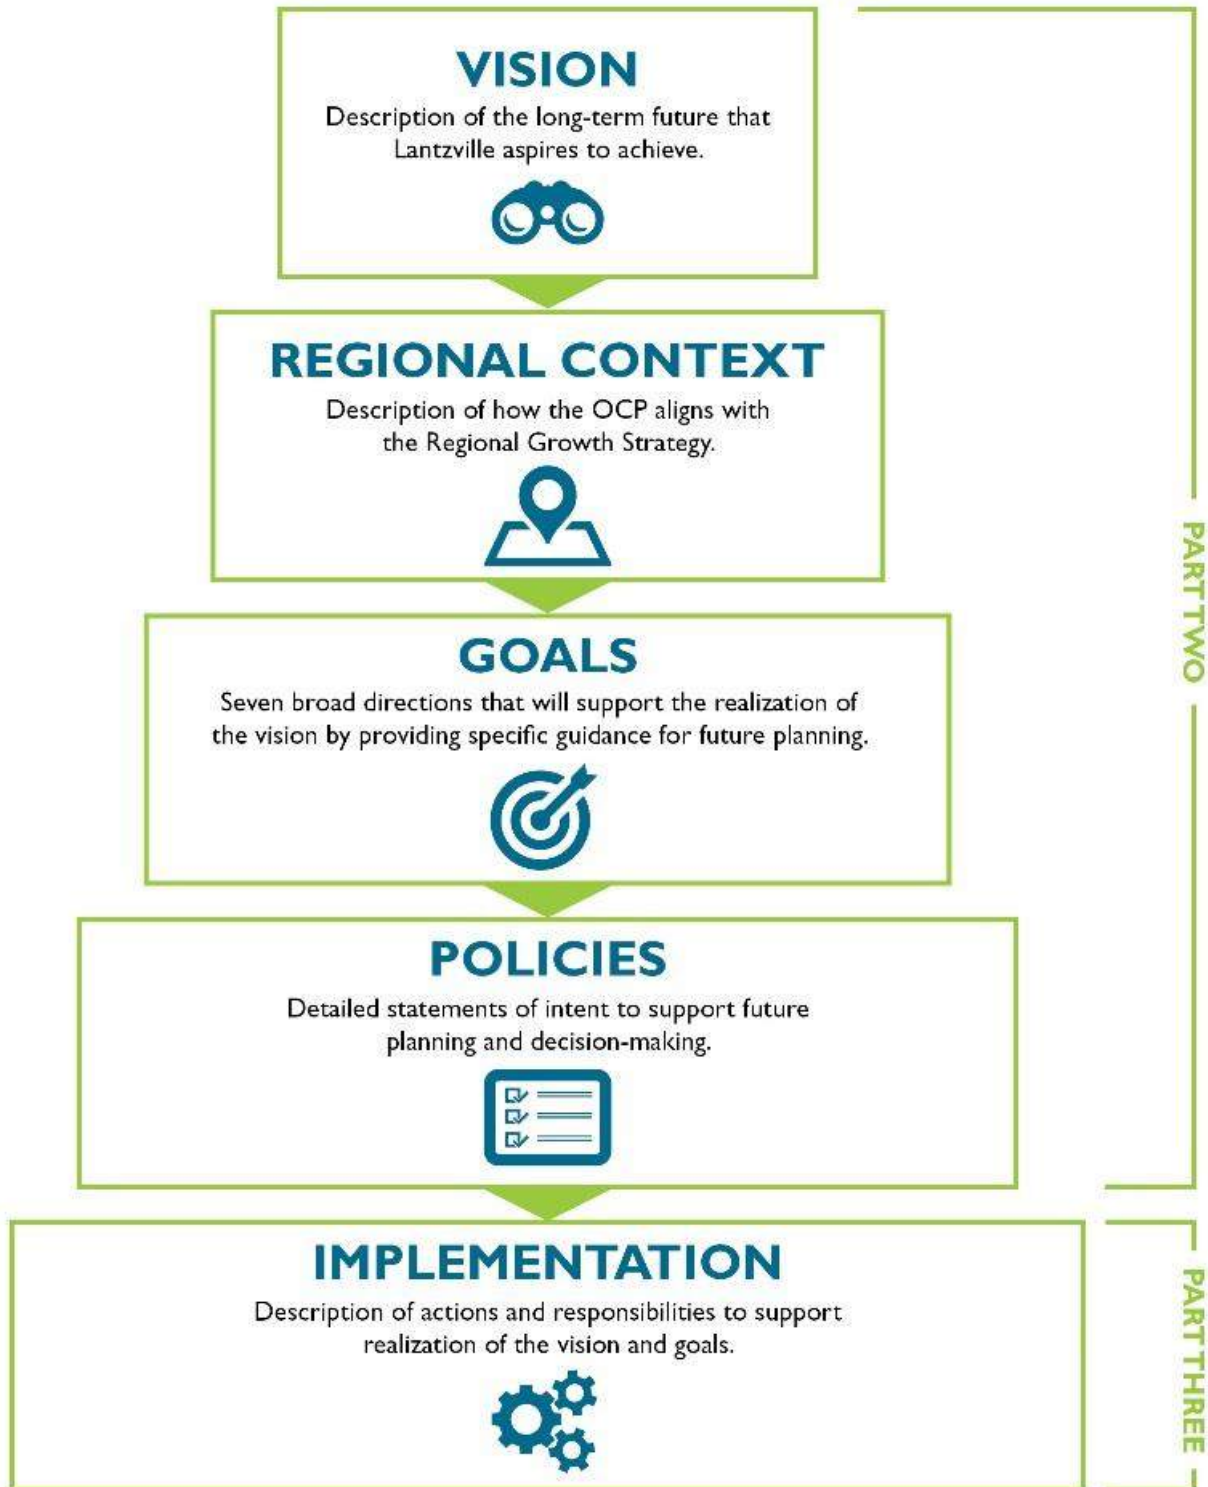 VISION
Description of the long-term future that
Lantzville aspires to achieve.
REGIONAL CONTEXT
Description of how the OCP aligns with
the Regional Growth Strategy.
GOALS
Seven broad directions that will support the realization of
the vision by providing specific guidance for future planning.
POLICIES
Detailed statements of intent to support future
planning and decision-making.
PART TWO
IMPLEMENTATION
Description of actions and responsibilities to support
realization of the vision and goals.
PART THREE